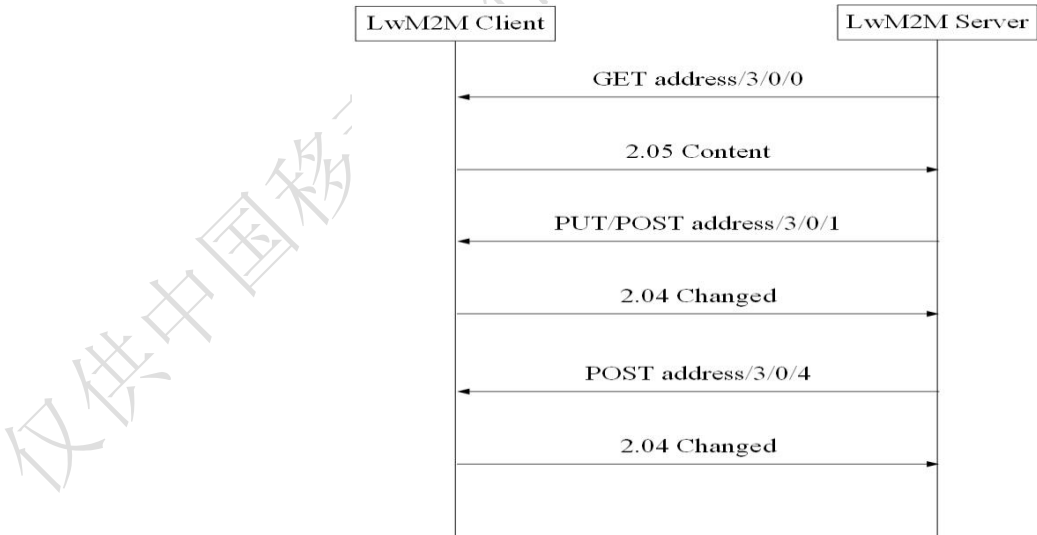 LwM2M Client
LwM2M Server
GET address/3/0/0
2.05 Content
PUT/POST address/3/0/1
2.04 Changed
POST address/3/0/4
2.04 Changed
仅供中国移